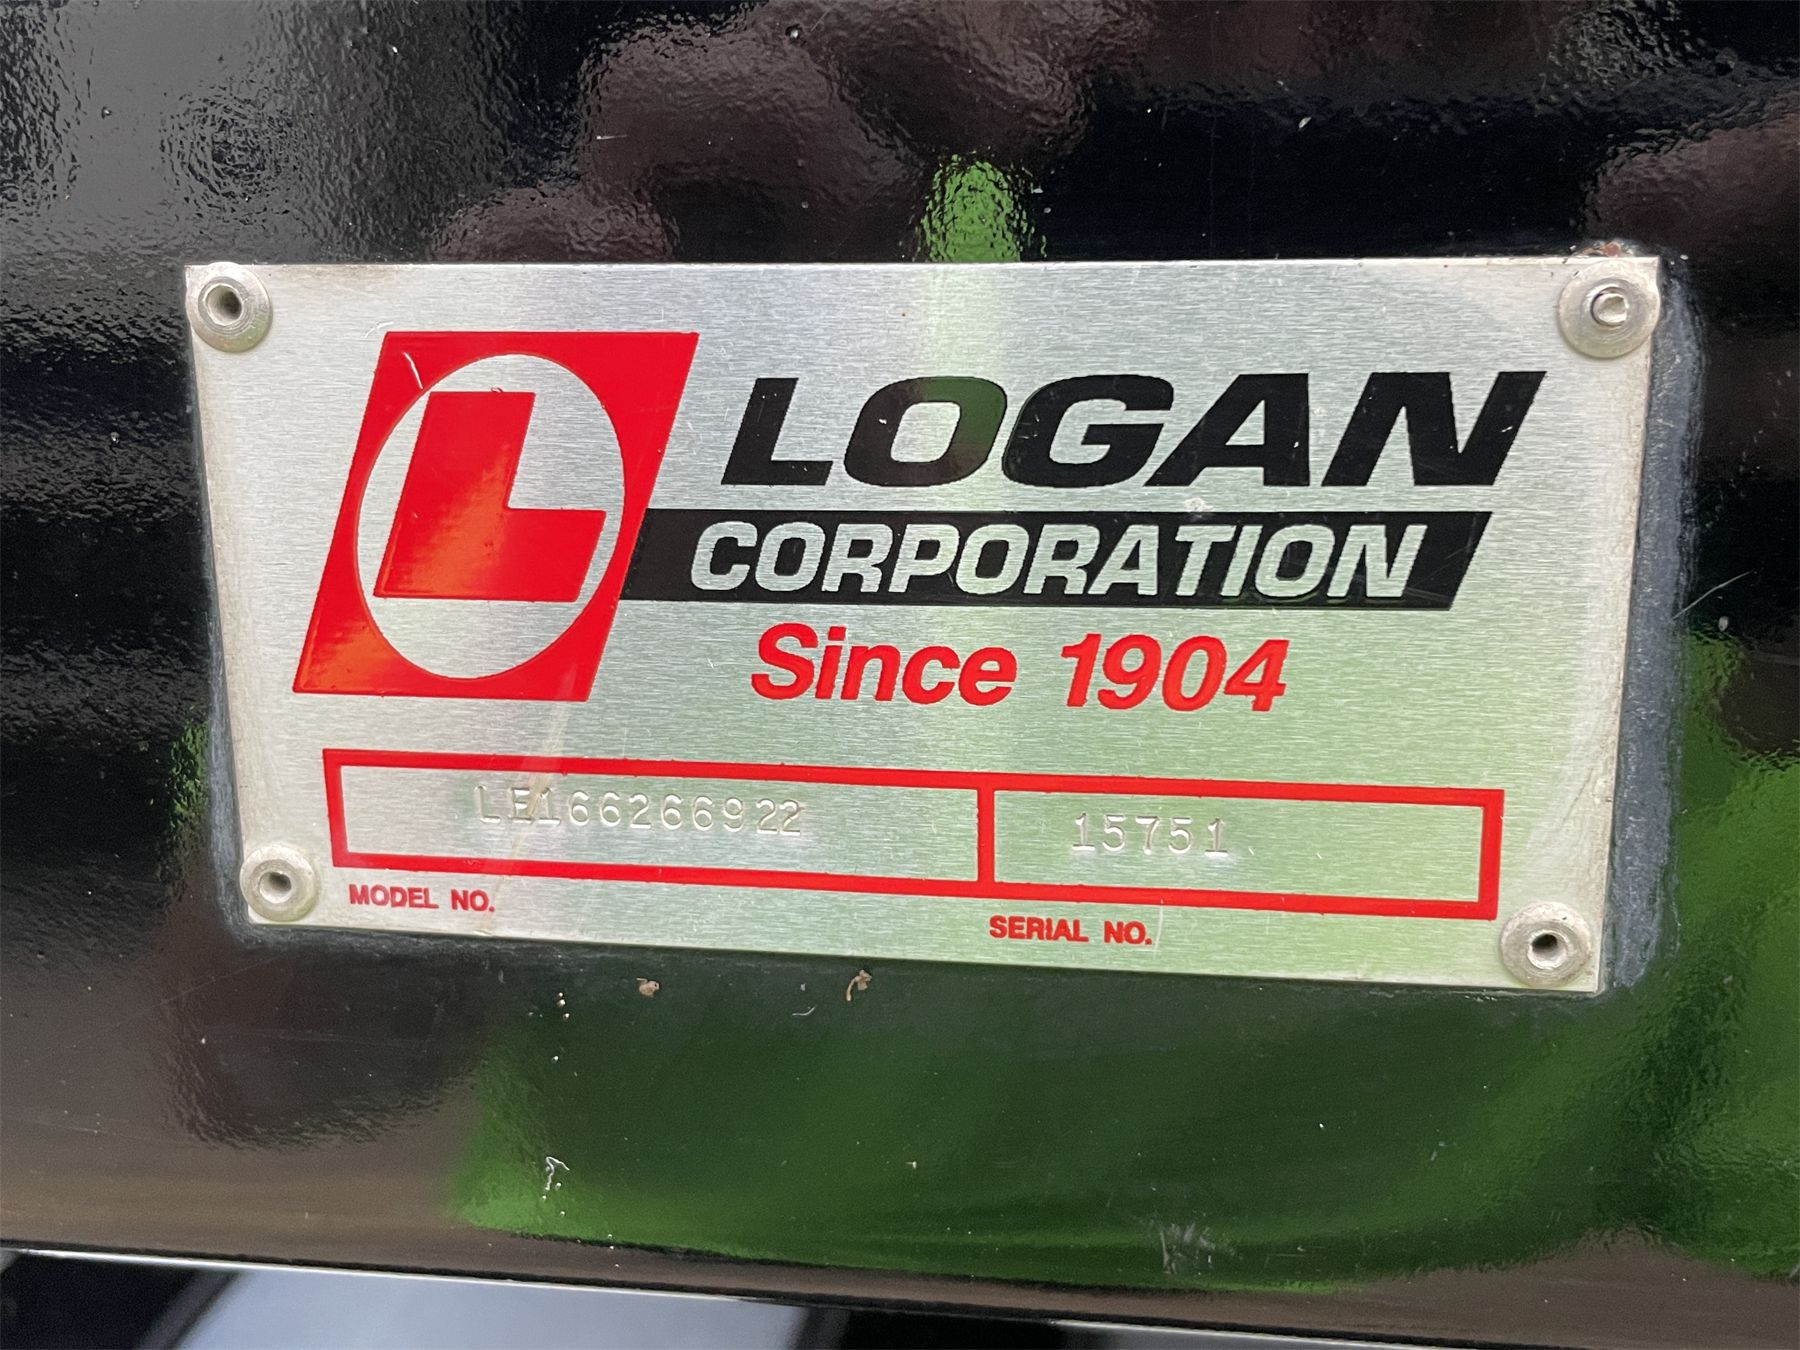 L
LOGAN
CORPORATION
Since 1904
LE166266922 15751
MODEL NO.
SERIAL NO.